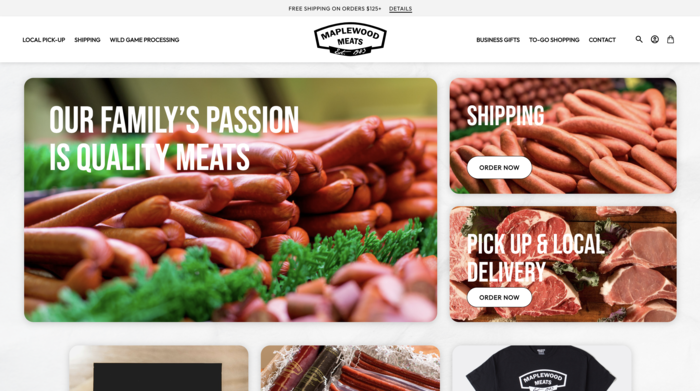 FREE SHIPPING ON ORDERS $125+ DETAILS
LOCAL PICK-UP SHIPPING WILD GAME PROCESSING
MAPLEWOOD
MEATS
Est. 1983
BUSINESS GIFTS TO-GO SHOPPING CONTACT
OUR FAMILY’S PASSION
IS QUALITY MEATS
SHIPPING
ORDER NOW
PICK UP & LOCAL
DELIVERY
ORDER NOW
MAPLEWOOD
MEATS